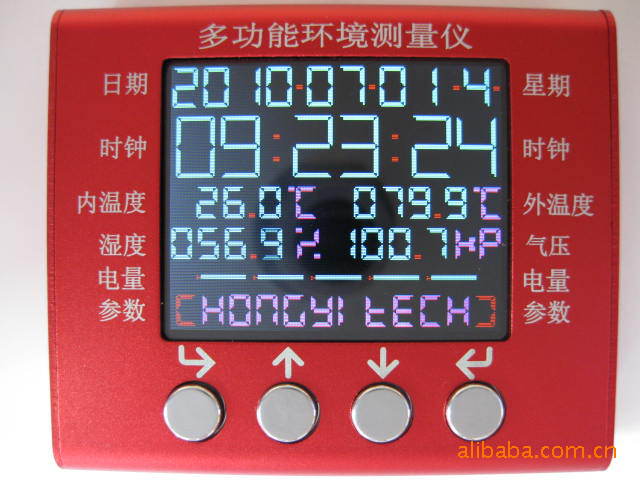 多功能环境测量仪
日期 2010-07-01-4- 星期
时钟 09:23:24 时钟
内温度 26.0℃ 079.9℃ 外温度
湿度 056.9% 100.7KP 气压
电量 电量
参数 [HONGYI tECH] 参数
alibaba.com.cn